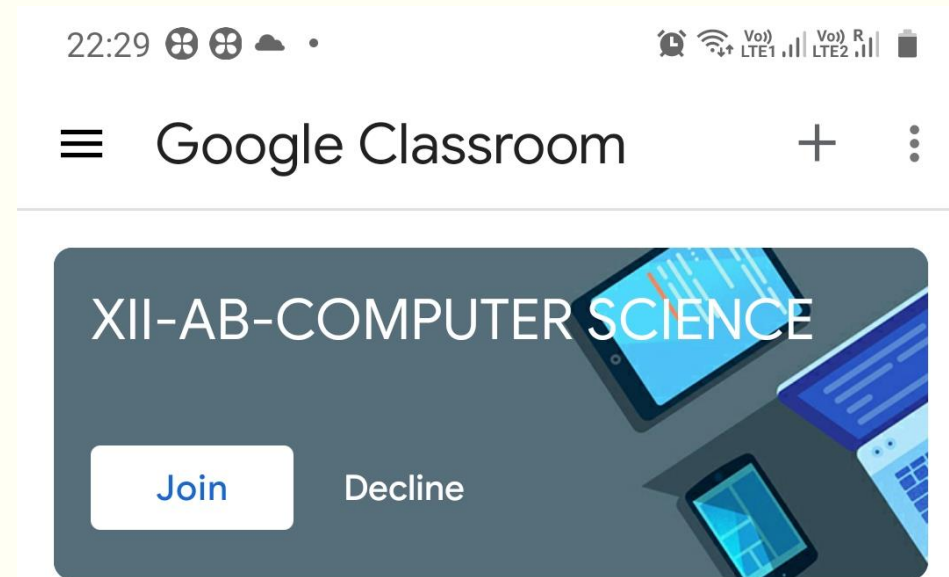 22:29 Vo)) LTE1 Vo)) R LTE2
Google Classroom
XII-AB-COMPUTER SCIENCE
Join Decline